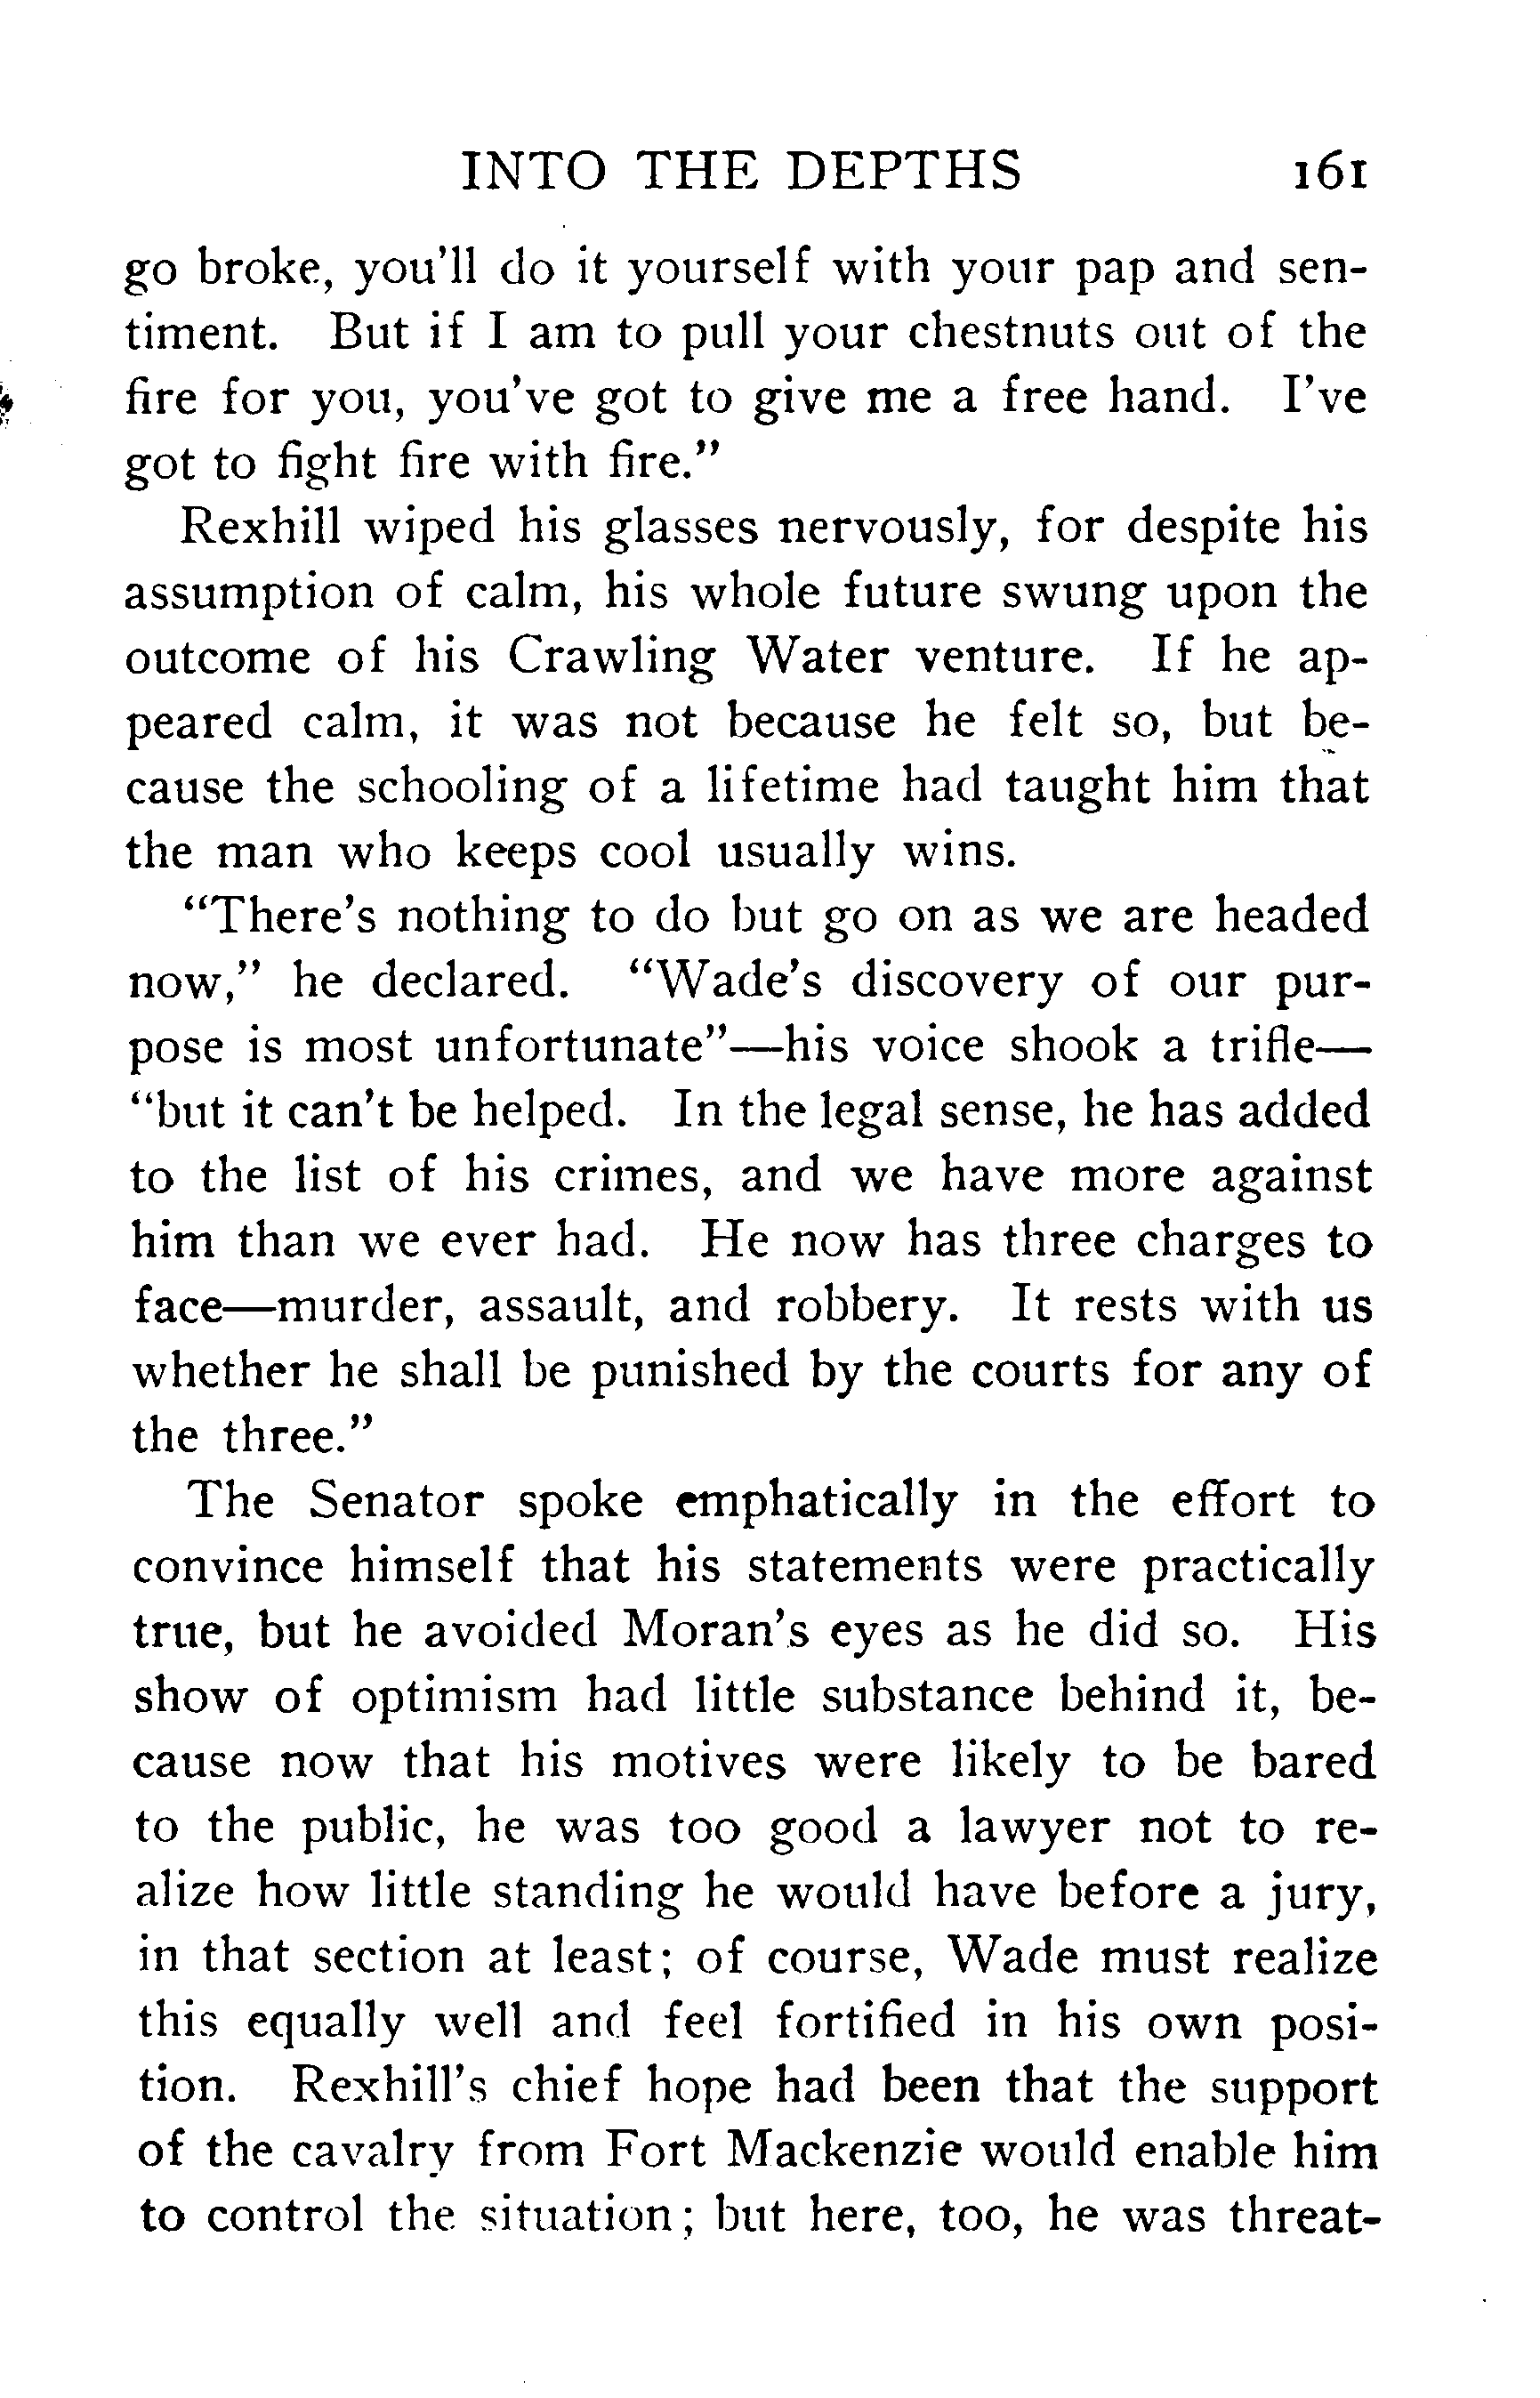 INTO THE DEPTHS 161
go broke, you'll do it yourself with your pap and sen-
timent. But if I am to pull your chestnuts out of the
fire for you, you've got to give me a free hand. I've
got to fight fire with fire."
Rexhill wiped his glasses nervously, for despite his
assumption of calm, his whole future swung upon the
outcome of his Crawling Water venture. If he ap-
peared calm, it was not because he felt so, but be-
cause the schooling of a lifetime had taught him that
the man who keeps cool usually wins.
"There's nothing to do but go on as we are headed
now," he declared. "Wade's discovery of our pur-
pose is most unfortunate"—his voice shook a trifle—
"but it can't be helped. In the legal sense, he has added
to the list of his crimes, and we have more against
him than we ever had. He now has three charges to
face—murder, assault, and robbery. It rests with us
whether he shall be punished by the courts for any of
the three."
The Senator spoke emphatically in the effort to
convince himself that his statements were practically
true, but he avoided Moran's eyes as he did so. His
show of optimism had little substance behind it, be-
cause now that his motives were likely to be bared
to the public, he was too good a lawyer not to re-
alize how little standing he would have before a jury,
in that section at least; of course, Wade must realize
this equally well and feel fortified in his own posi-
tion. Rexhill's chief hope had been that the support
of the cavalry from Fort Mackenzie would enable him
to control the situation; but here, too, he was threat-